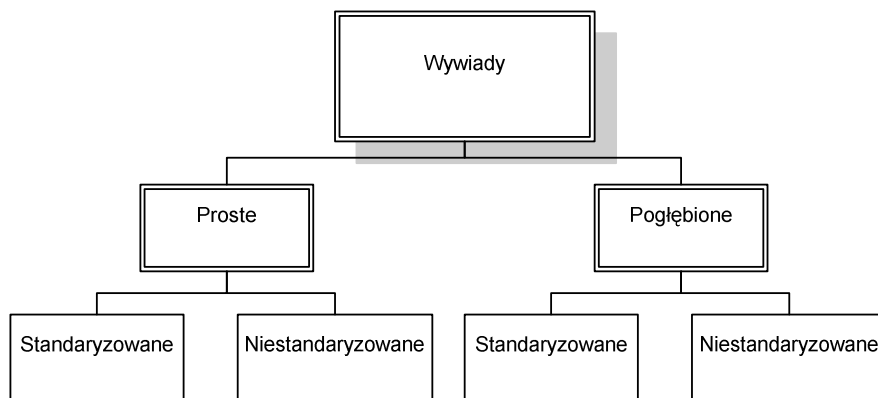 Wywiady
Proste
Pogłębione
Standaryzowane
Niestandaryzowane
Standaryzowane
Niestandaryzowane